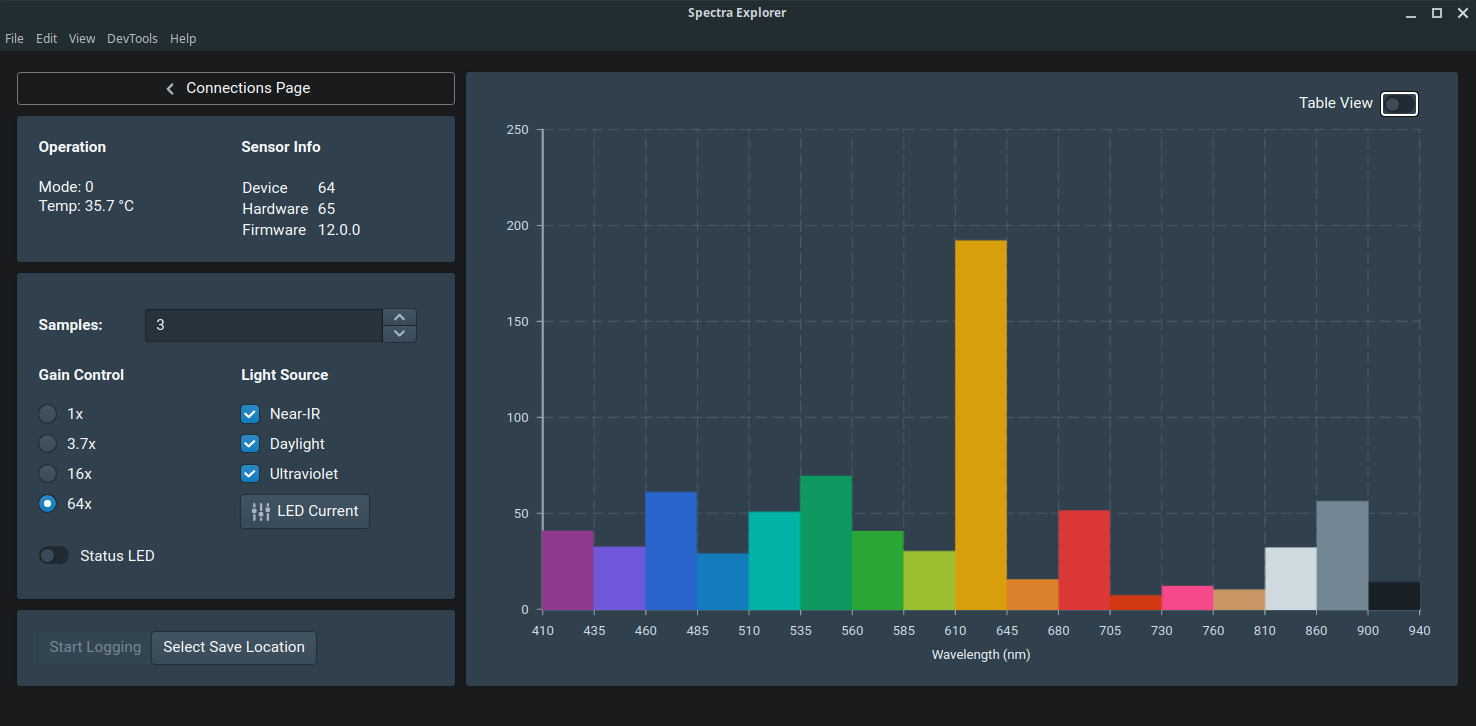 Spectra Explorer
File Edit View DevTools Help
Connections Page
Operation
Mode: 0
Temp: 35.7 °C
Sensor Info
Device 64
Hardware 65
Firmware 12.0.0
Samples: 3
Gain Control
1x
3.7x
16x
64x
Status LED
Light Source
Near-IR
Daylight
Ultraviolet
LED Current
Start Logging
Select Save Location
Table View
250
200
150
100
50
0
410 435 460 485 510 535 560 585 610 645 680 705 730 760 810 860 900 940
Wavelength (nm)